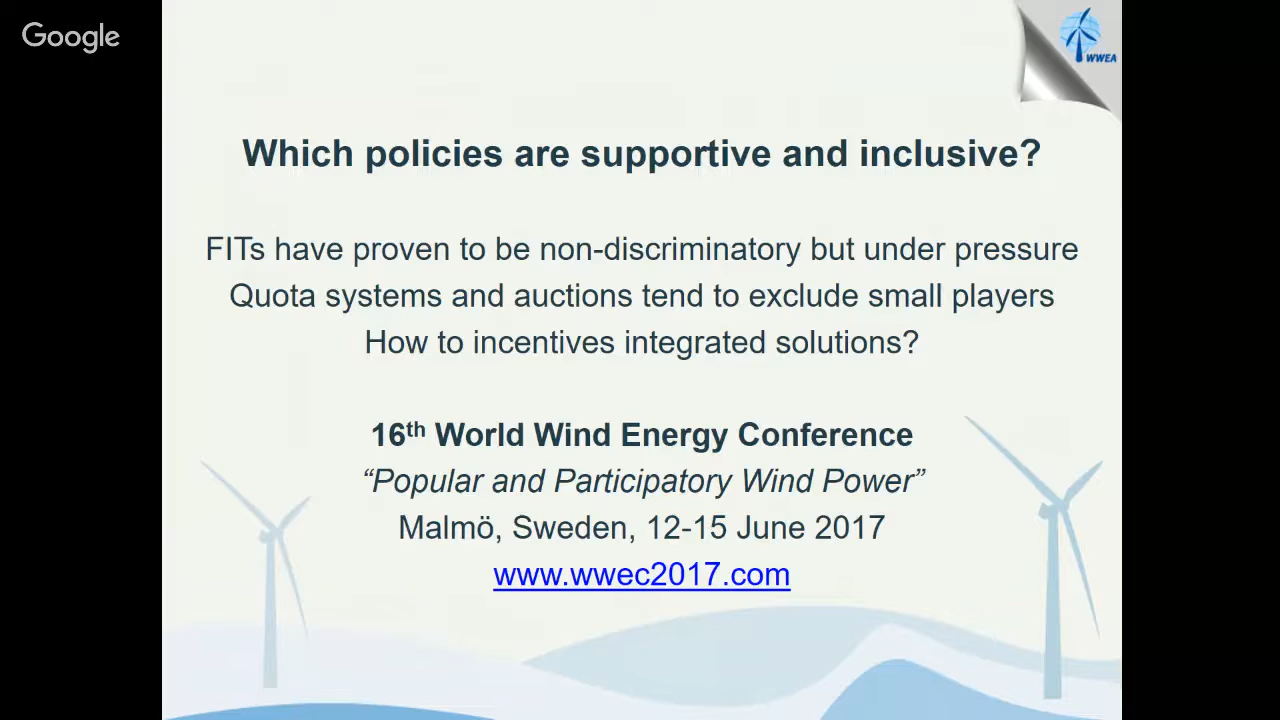 Google
WWEA
Which policies are supportive and inclusive?
FITs have proven to be non-discriminatory but under pressure
Quota systems and auctions tend to exclude small players
How to incentives integrated solutions?
16th World Wind Energy Conference
“Popular and Participatory Wind Power”
Malmö, Sweden, 12-15 June 2017
www.wwec2017.com